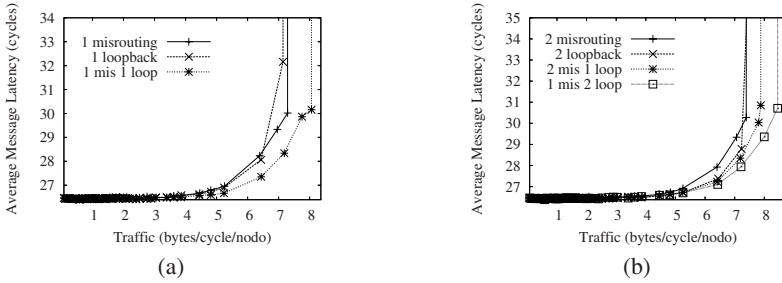 Average Message Latency (cycles)
34
33
32
31
30
29
28
27
26
1 misrouting
1 loopback
1 mis 1 loop
1 2 3 4 5 6 7 8
Traffic (bytes/cycle/nodo)
(a)
Average Message Latency (cycles)
35
34
33
32
31
30
29
28
27
26
2 misrouting
2 loopback
2 mis 1 loop
1 mis 2 loop
1 2 3 4 5 6 7 8
Traffic (bytes/cycle/nodo)
(b)